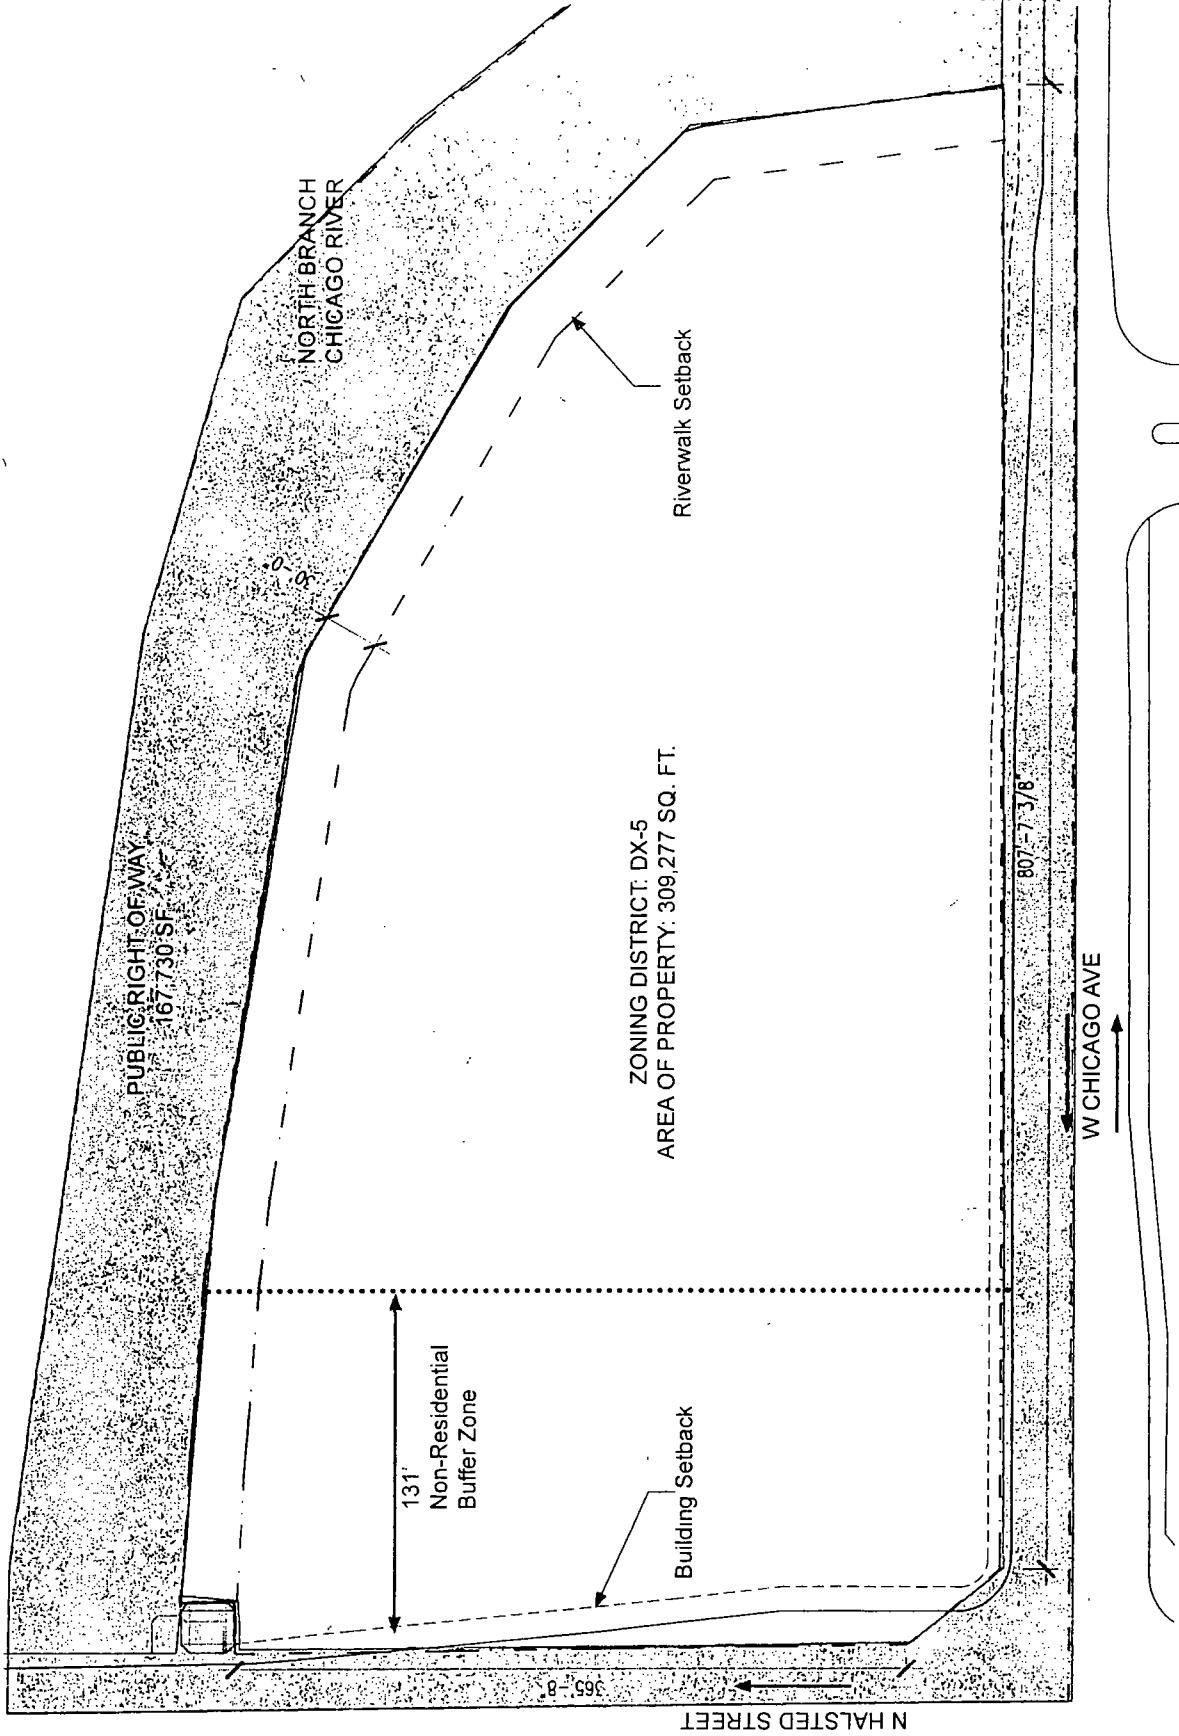 NORTH BRANCH
CHICAGO RIVER
PUBLIC RIGHT OF WAY
167,730 SF
Riverwalk Setback
ZONING DISTRICT: DX-5
AREA OF PROPERTY: 309,277 SQ. FT.
131'
Non-Residential
Buffer Zone
Building Setback
807'-7 3/8"
W CHICAGO AVE
365'-8"
N HALSTED STREET